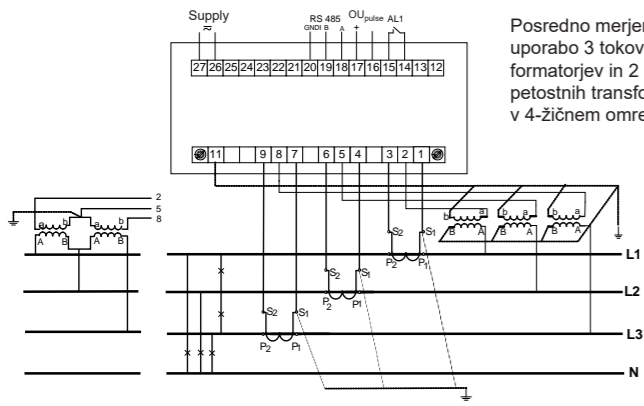 Supply
RS 485 OUpulse AL1
GNDI B A +
27 26 25 24 23 22 21 20 19 18 17 16 15 14 13 12
Posredno merjen
uporabo 3 tokov
formatorjev in 2
petostnih transfo
v 4-žičnem omre
11 9 8 7 6 5 4 3 2 1
2
5
8
a b a b
A B A B
b a b a b a
B A B A B A
S2 S1
P2 P1
L1
S2 S1
P2 P1
L2
S2 S1
P2 P1
L3
N